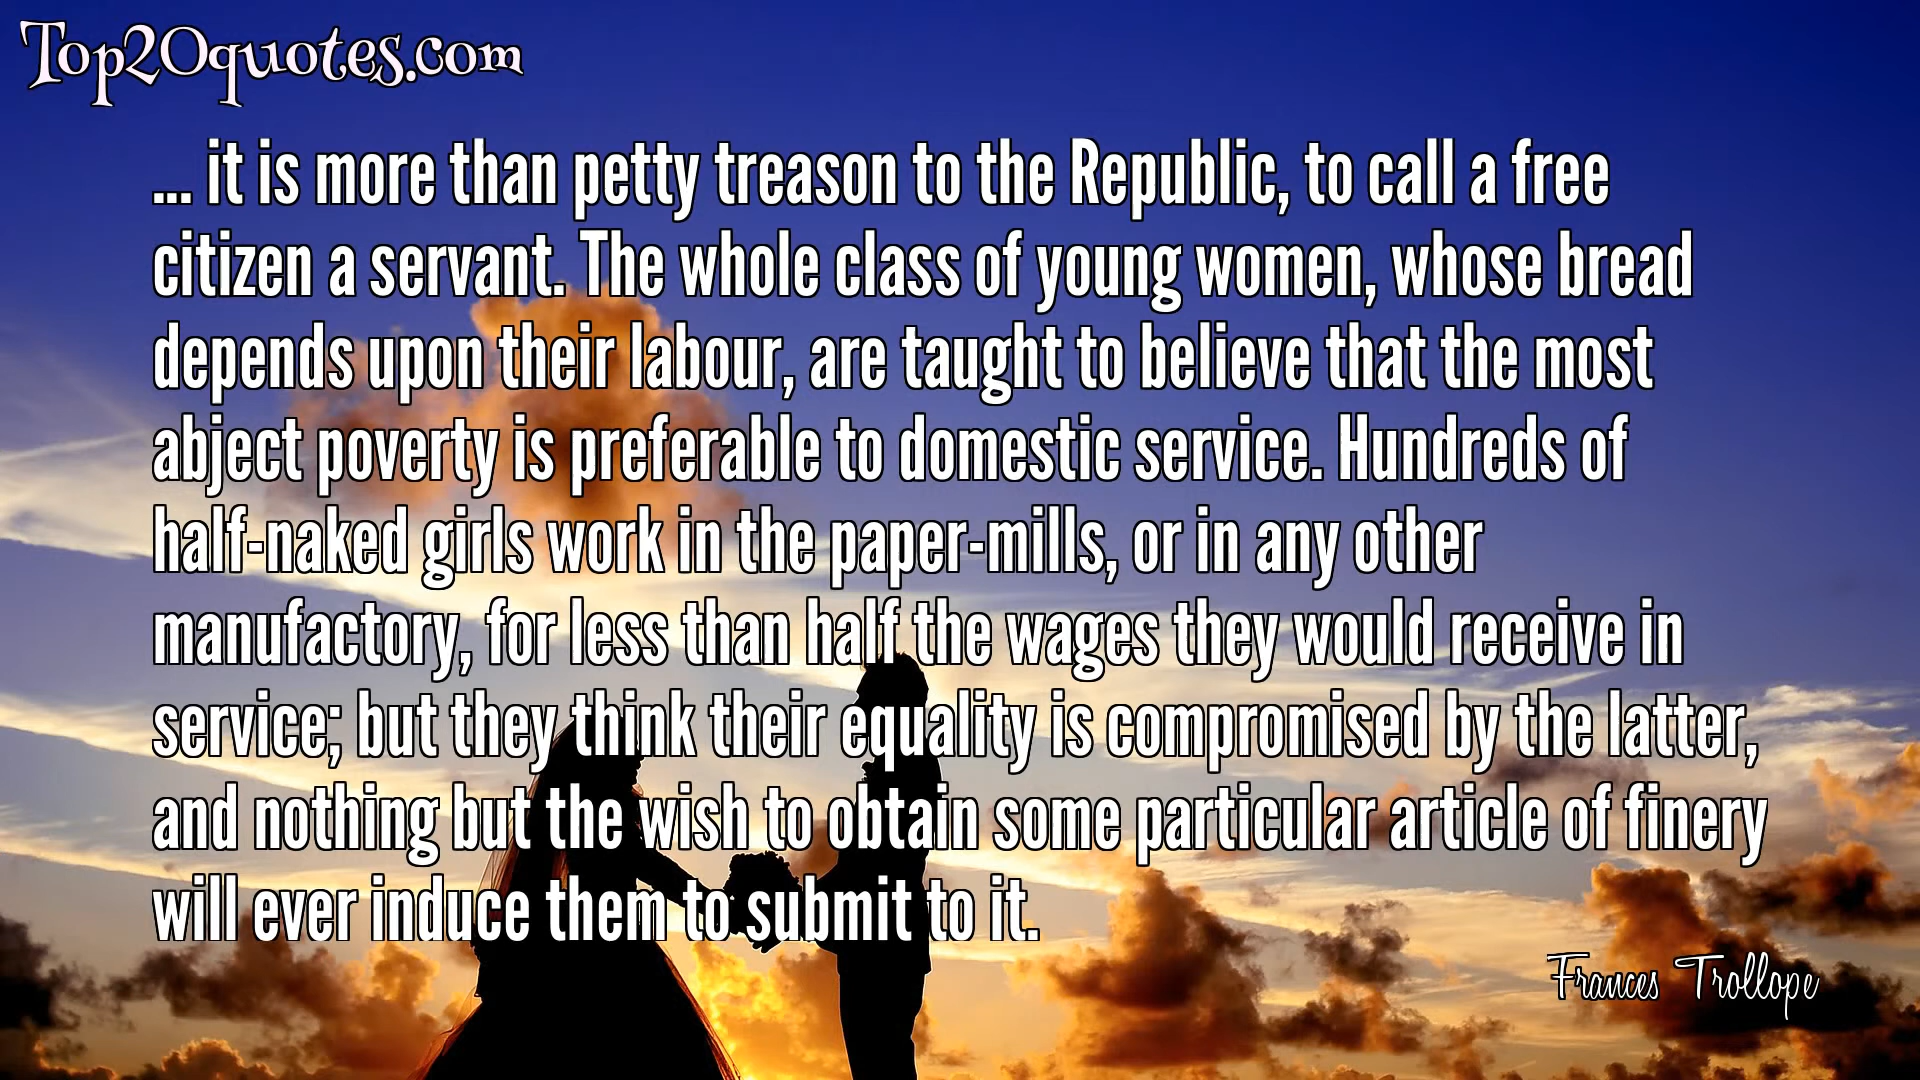 Top20quotes.com
... it is more than petty treason to the Republic, to call a free
citizen a servant. The whole class of young women, whose bread
depends upon their labour, are taught to believe that the most
abject poverty is preferable to domestic service. Hundreds of
half-naked girls work in the paper-mills, or in any other
manufactory, for less than half the wages they would receive in
service; but they think their equality is compromised by the latter,
and nothing but the wish to obtain some particular article of finery
will ever induce them to submit to it.
Frances Trollope